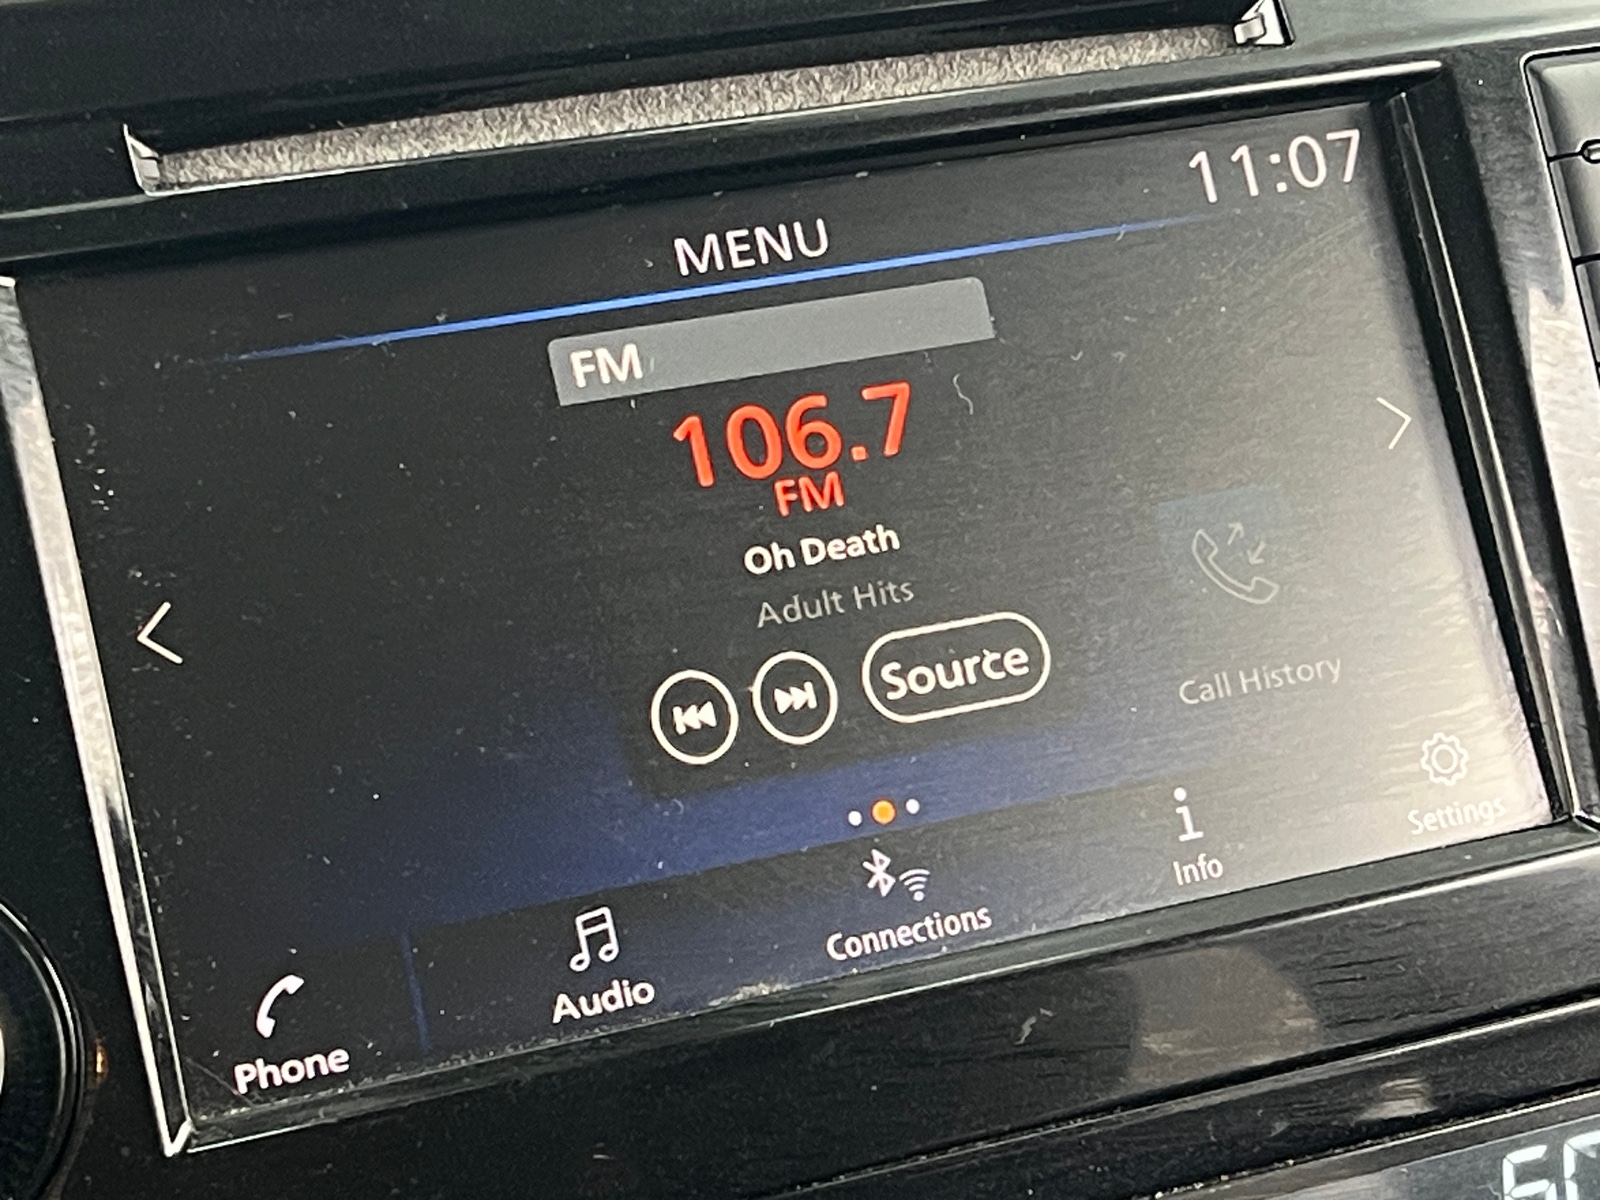 11:07
MENU
FM
106.7
FM
Oh Death
Adult Hits
Source
Call History
Phone
Audio
Connections
Info
Settings